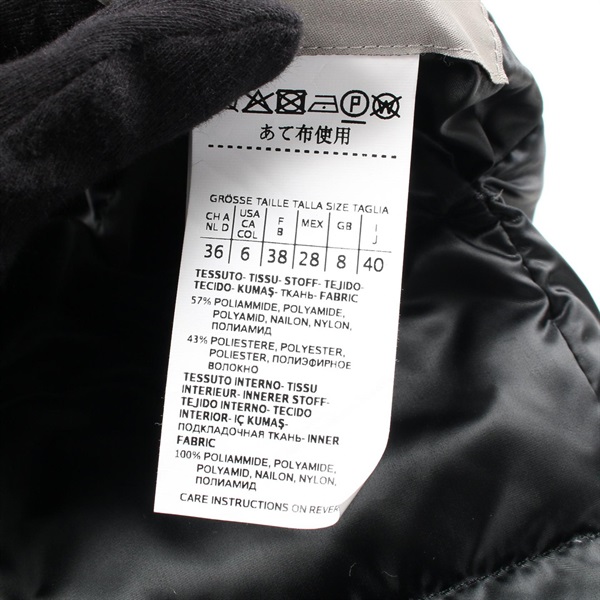 P W
あて布使用
GRÖSSE TAILLE TALLA SIZE TAGLIA
CH A NL D USA CA COL F B MEX GB I J
36 6 38 28 8 40
TESSUTO- TISSU- STOFF- TEJIDO-
TECIDO- KUMAŞ- ТКАНЬ- FABRIC
57% POLIAMMIDE, POLYAMIDE,
POLYAMID, NAILON, NYLON,
ПОЛИАМИД
43% POLIESTERE, POLYESTER,
POLIESTER, ПОЛИЭФИРНОЕ
ВОЛОКНО
TESSUTO INTERNO- TISSU
INTERIEUR- INNERER STOFF-
TEJIDO INTERNO- TECIDO
INTERIOR- IÇ KUMAŞ-
ПОДКЛАДОЧНАЯ ТКАНЬ- INNER
FABRIC
100% POLIAMMIDE, POLYAMIDE,
POLYAMID, NAILON, NYLON,
ПОЛИАМИД
CARE INSTRUCTIONS ON REVER